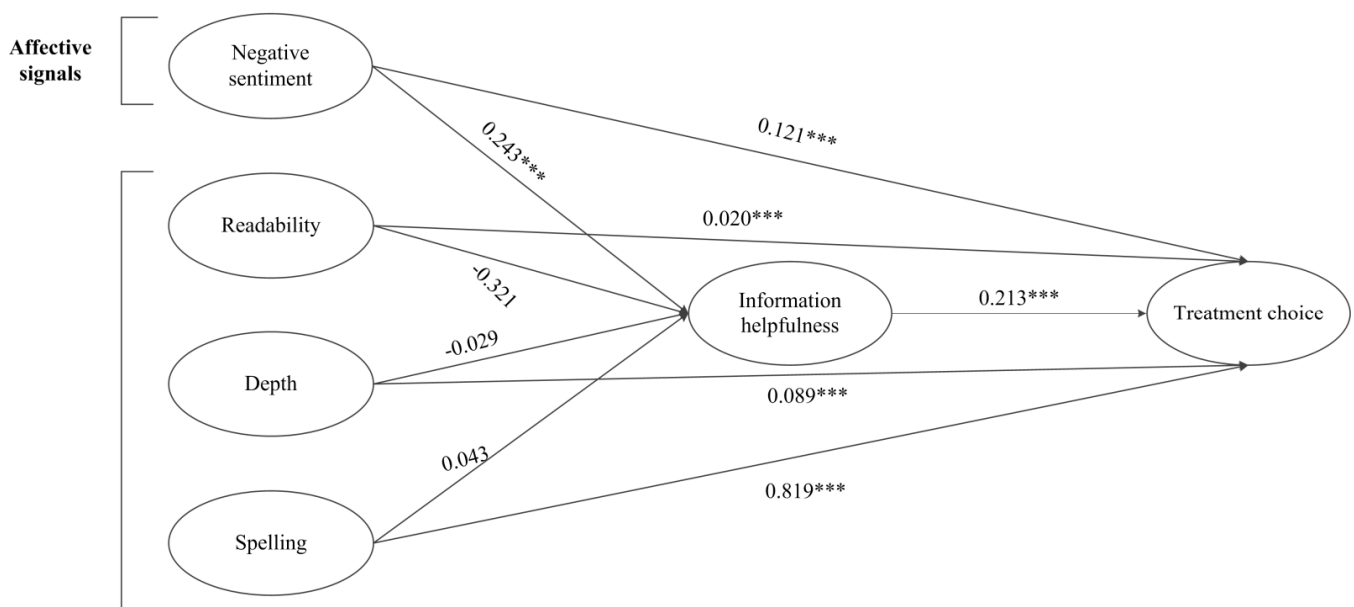 Affective
signals
Negative
sentiment
0.121***
0.243***
Readability
0.020***
-0.321
Information
helpfulness
0.213***
Treatment choice
-0.029
Depth
0.089***
0.043
0.819***
Spelling